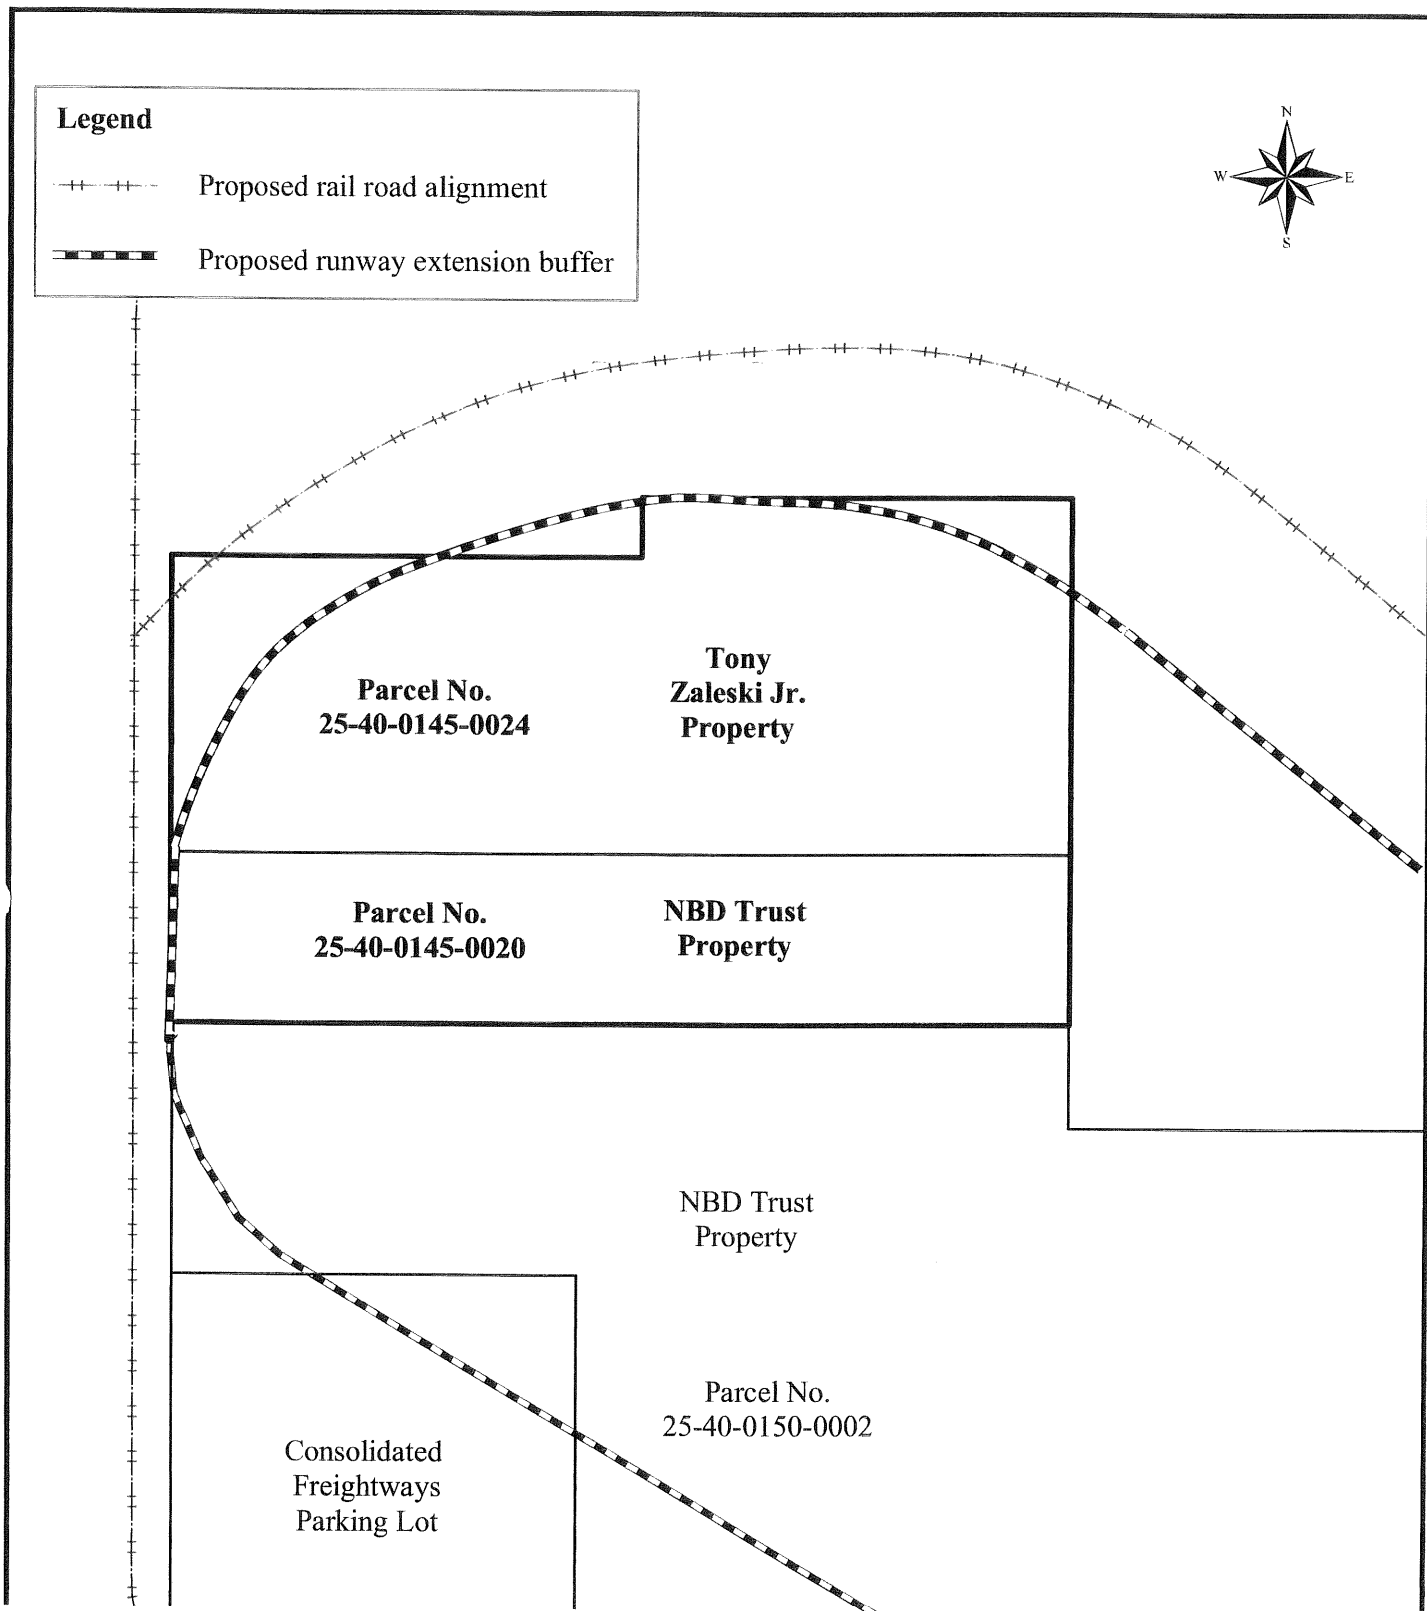 Legend
Proposed rail road alignment
Proposed runway extension buffer
N
W
E
S
Parcel No.
25-40-0145-0024
Tony
Zaleski Jr.
Property
Parcel No.
25-40-0145-0020
NBD Trust
Property
NBD Trust
Property
Parcel No.
25-40-0150-0002
Consolidated
Freightways
Parking Lot